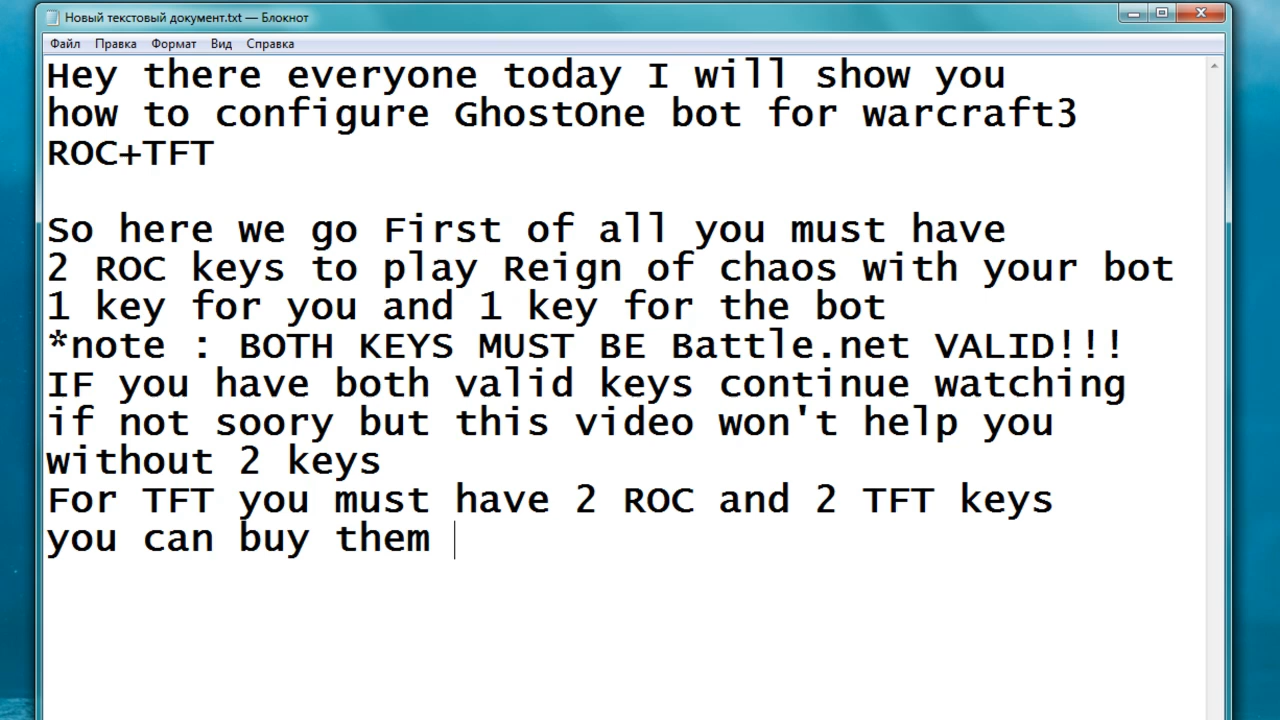 Новый текстовый документ.txt — Блокнот
Файл Правка Формат Вид Справка
Hey there everyone today I will show you
how to configure GhostOne bot for warcraft3
ROC+TFT
So here we go First of all you must have
2 ROC keys to play Reign of chaos with your bot
1 key for you and 1 key for the bot
*note : BOTH KEYS MUST BE Battle.net VALID!!!
IF you have both valid keys continue watching
if not soory but this video won't help you
without 2 keys
For TFT you must have 2 ROC and 2 TFT keys
you can buy them